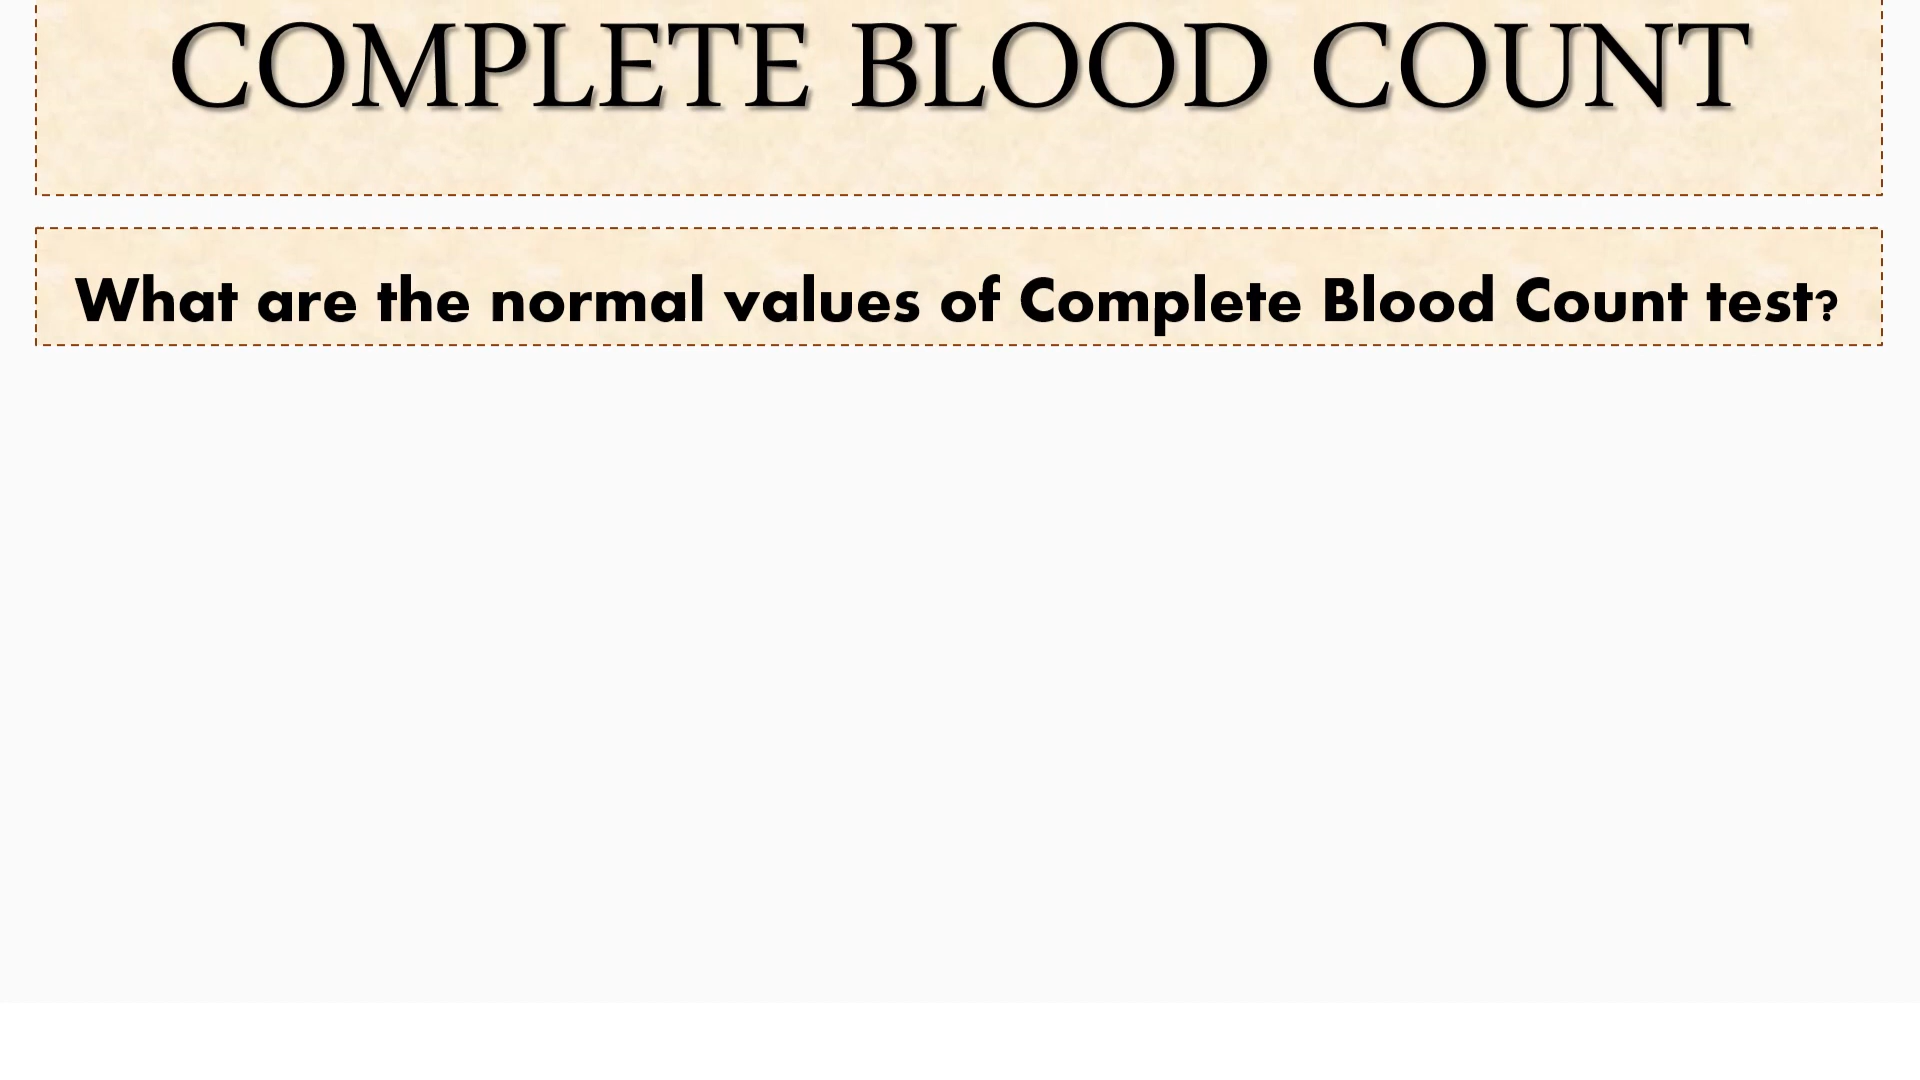 COMPLETE BLOOD COUNT
What are the normal values of Complete Blood Count test?